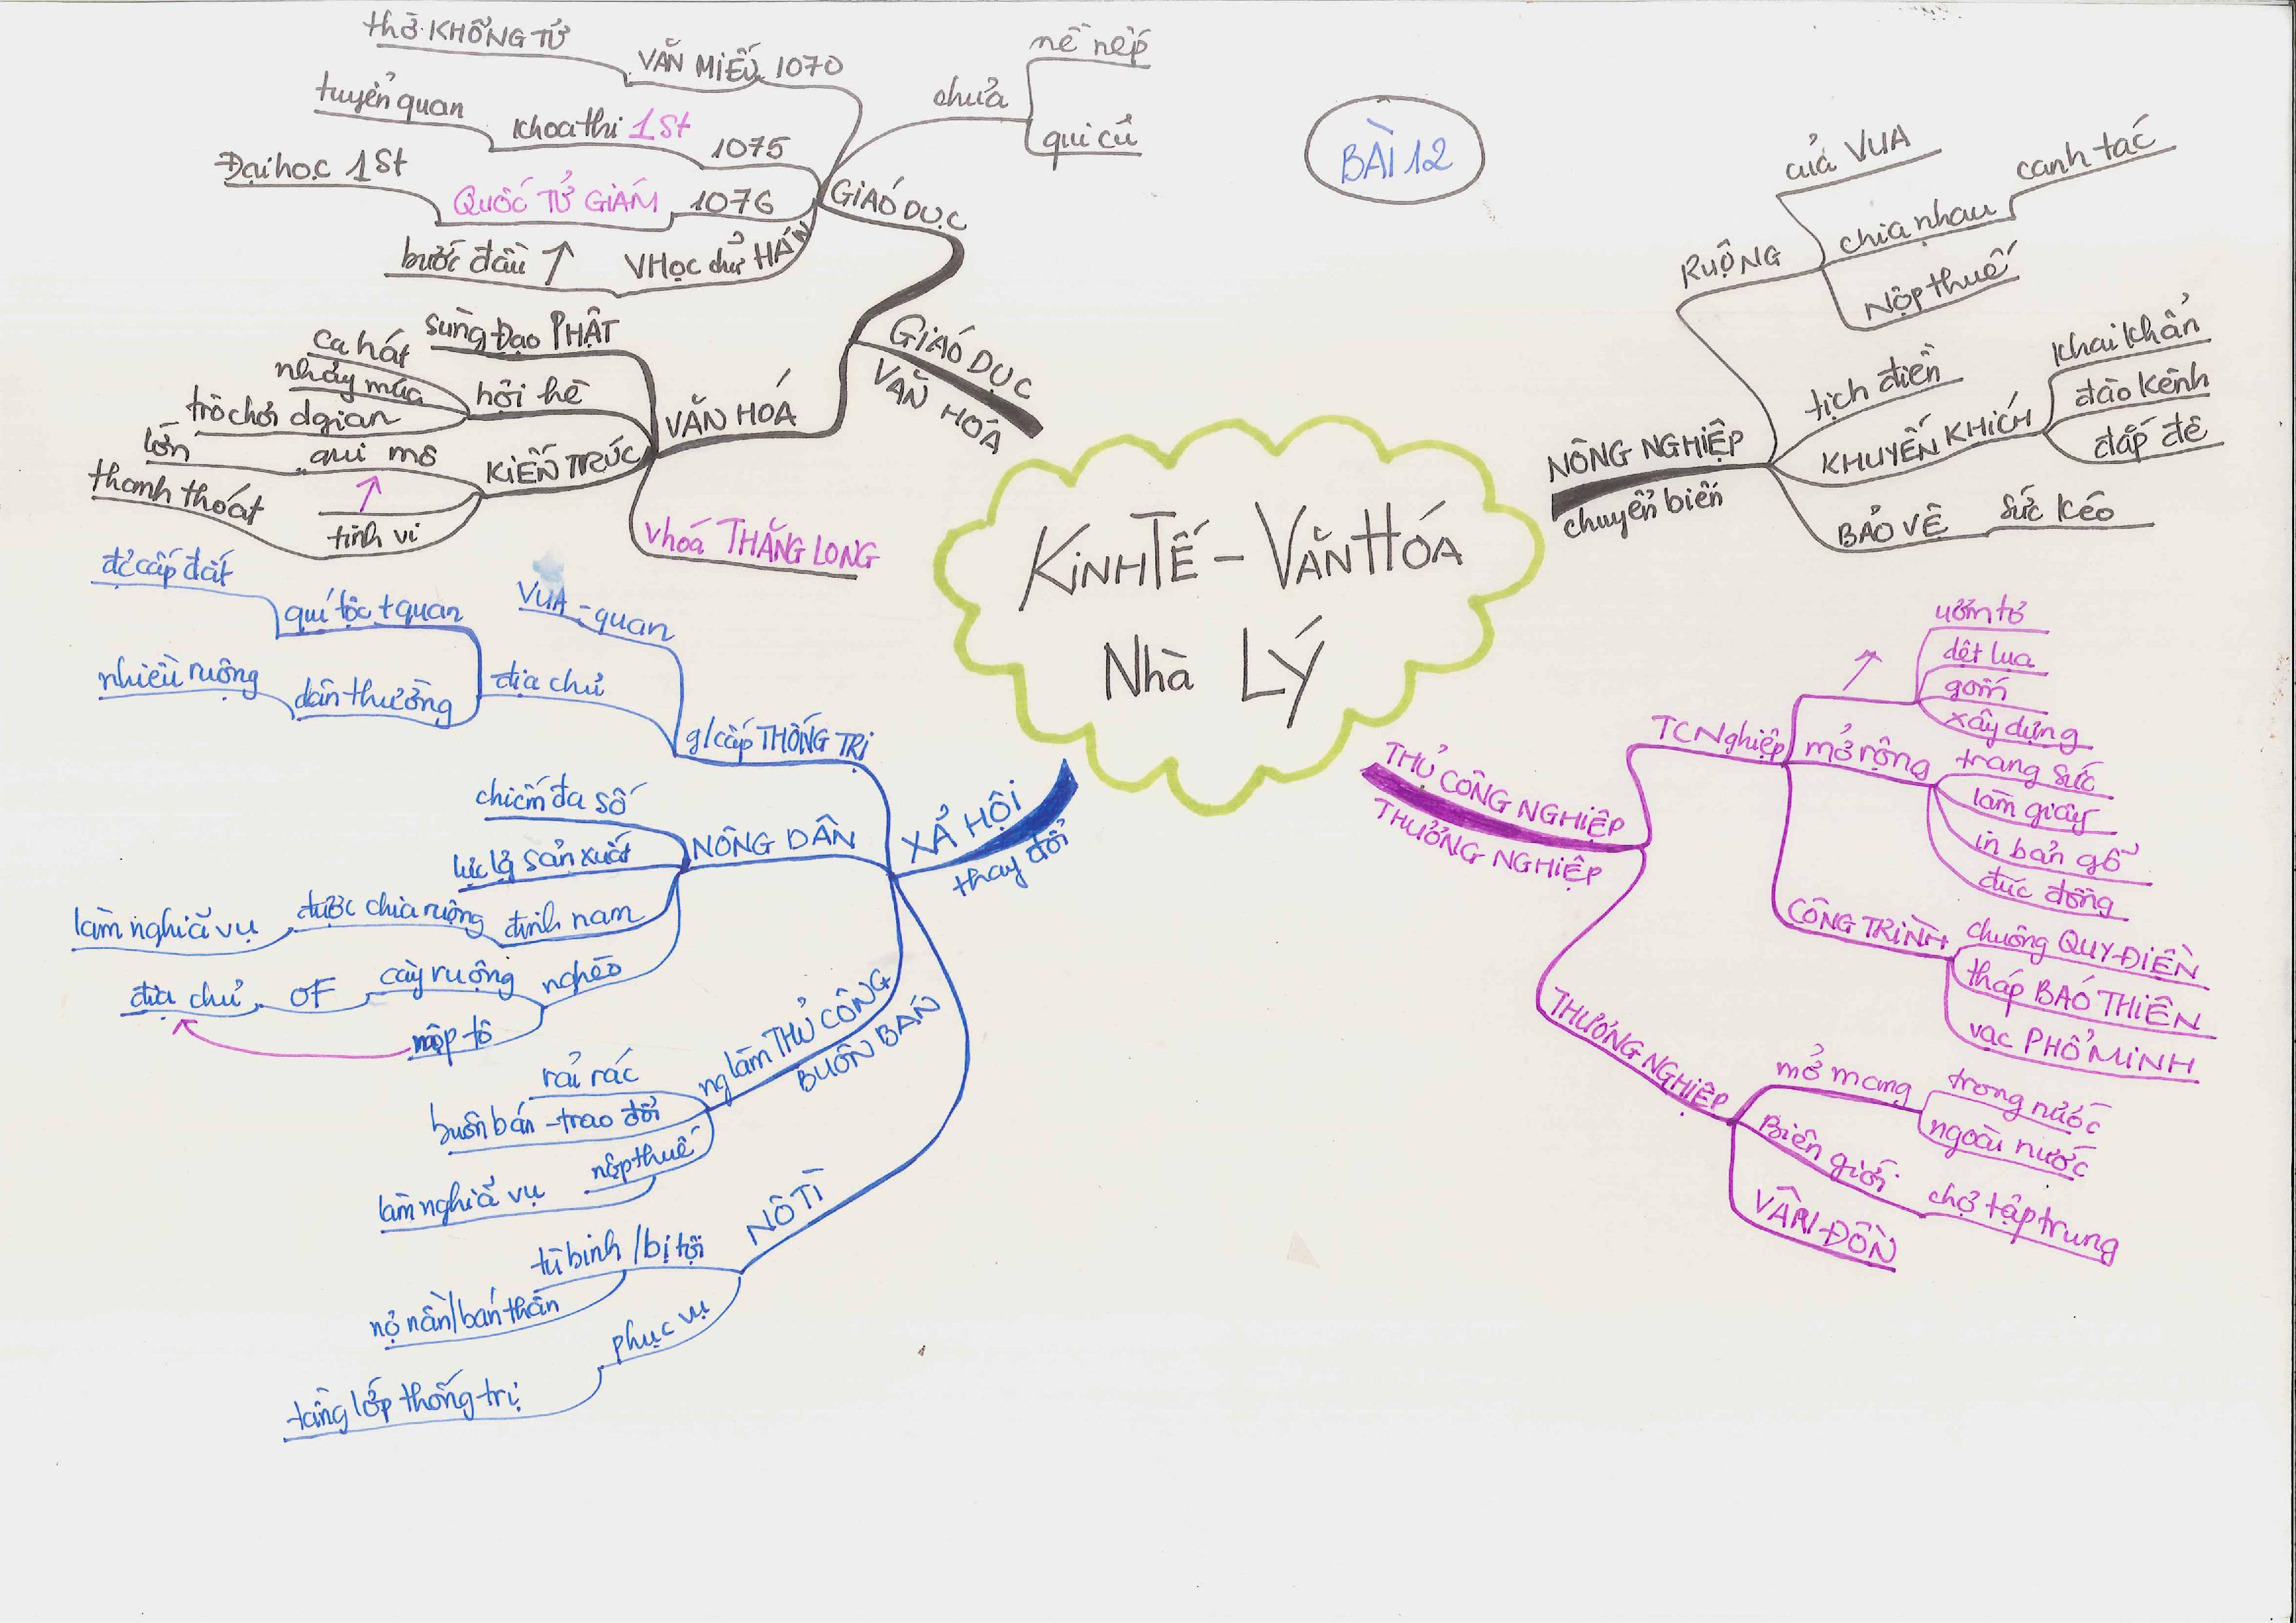 BÀI 12
KINH TẾ - VĂN HÓA
Nhà LÝ
NÔNG NGHIỆP
chuyển biến
RUỘNG
của VUA
chia nhau
canh tác
Nộp thuế
tịch điền
KHUYẾN KHÍCH
khai khẩn
đào kênh
đắp đê
BẢO VỆ
sức kéo
THỦ CÔNG NGHIỆP
THƯƠNG NGHIỆP
TCNghiệp
ươm tơ
dệt lụa
gốm
xây dựng
mở rộng
trang sức
làm giấy
in bản gỗ
đúc đồng
CÔNG TRÌNH
chuông QUY ĐIỀN
tháp BÁO THIÊN
vạc PHỔ MINH
THƯƠNG NGHIỆP
mở mang
trong nước
ngoài nước
Biên giới
chợ tập trung
VÂN ĐỒN
XÃ HỘI
thay đổi
g/cấp THỐNG TRỊ
VUA - quan
địa chủ
quí tộc + quan
đc cấp đất
dân thường
nhiều ruộng
NÔNG DÂN
chiếm đa số
lực lg sản xuất
đinh nam
được chia ruộng
làm nghĩa vụ
nghèo
cày ruộng
OF
địa chủ
nộp tô
ng làm THỦ CÔNG
BUÔN BÁN
rải rác
buôn bán - trao đổi
nộp thuế
làm nghĩa vụ
NÔ TÌ
tù binh / bị tội
nợ nần / bán thân
phục vụ
tầng lớp thống trị
GIÁO DỤC
VĂN HOÁ
GIÁO DỤC
VĂN MIẾU 1070
thờ KHỔNG TỬ
1075
khoa thi 1st
tuyển quan
1076
QUỐC TỬ GIÁM
Đại học 1st
VHọc chữ HÁN
bước đầu ↑
chưa
nề nếp
qui củ
VĂN HOÁ
sùng Đạo PHẬT
hội hè
ca hát
nhảy múa
trò chơi dgian
KIẾN TRÚC
qui mô
lớn
tinh vi
thanh thoát
vhoá THĂNG LONG